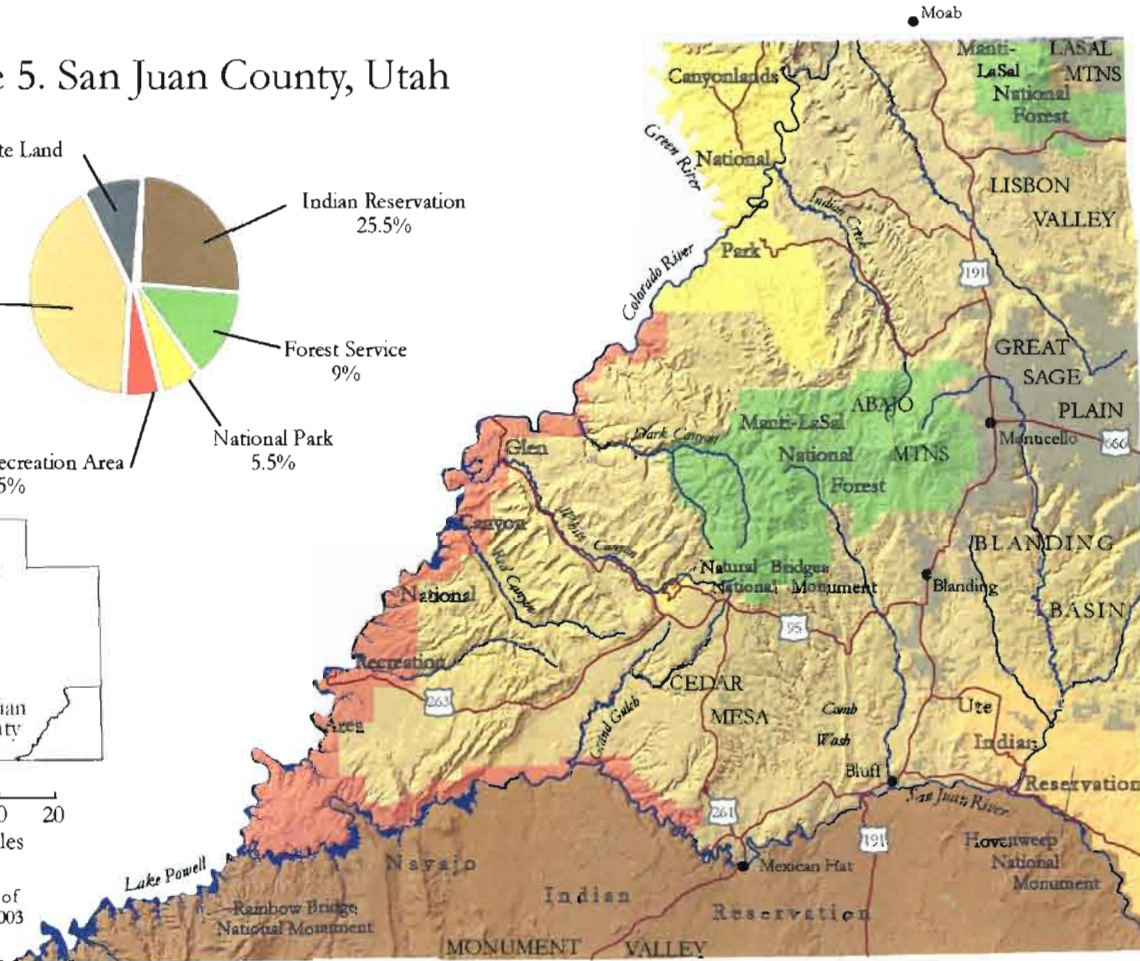 e 5. San Juan County, Utah
te Land
Indian Reservation
25.5%
Forest Service
9%
National Park
5.5%
ecreation Area
5%
an
ty
0 20
les
of
003
Moab
Canyonlands
National
Park
Green River
Colorado River
Indian Creek
Manti-
LaSal
National
Forest
LASAL
MTNS
LISBON
VALLEY
191
GREAT
SAGE
PLAIN
Monticello
666
Manti-LaSal
National
Forest
ABAJO
MTNS
Dark Canyon
Glen
Canyon
National
Recreation
Area
White Canyon
Red Canyon
Natural Bridges
National Monument
BLANDING
BASIN
Blanding
95
263
CEDAR
MESA
Grand Gulch
Comb
Wash
Ute
Indian
Reservation
Bluff
San Juan River
261
191
Mexican Hat
Hovenweep
National
Monument
Lake Powell
Navajo
Indian
Reservation
Rainbow Bridge
National Monument
MONUMENT VALLEY